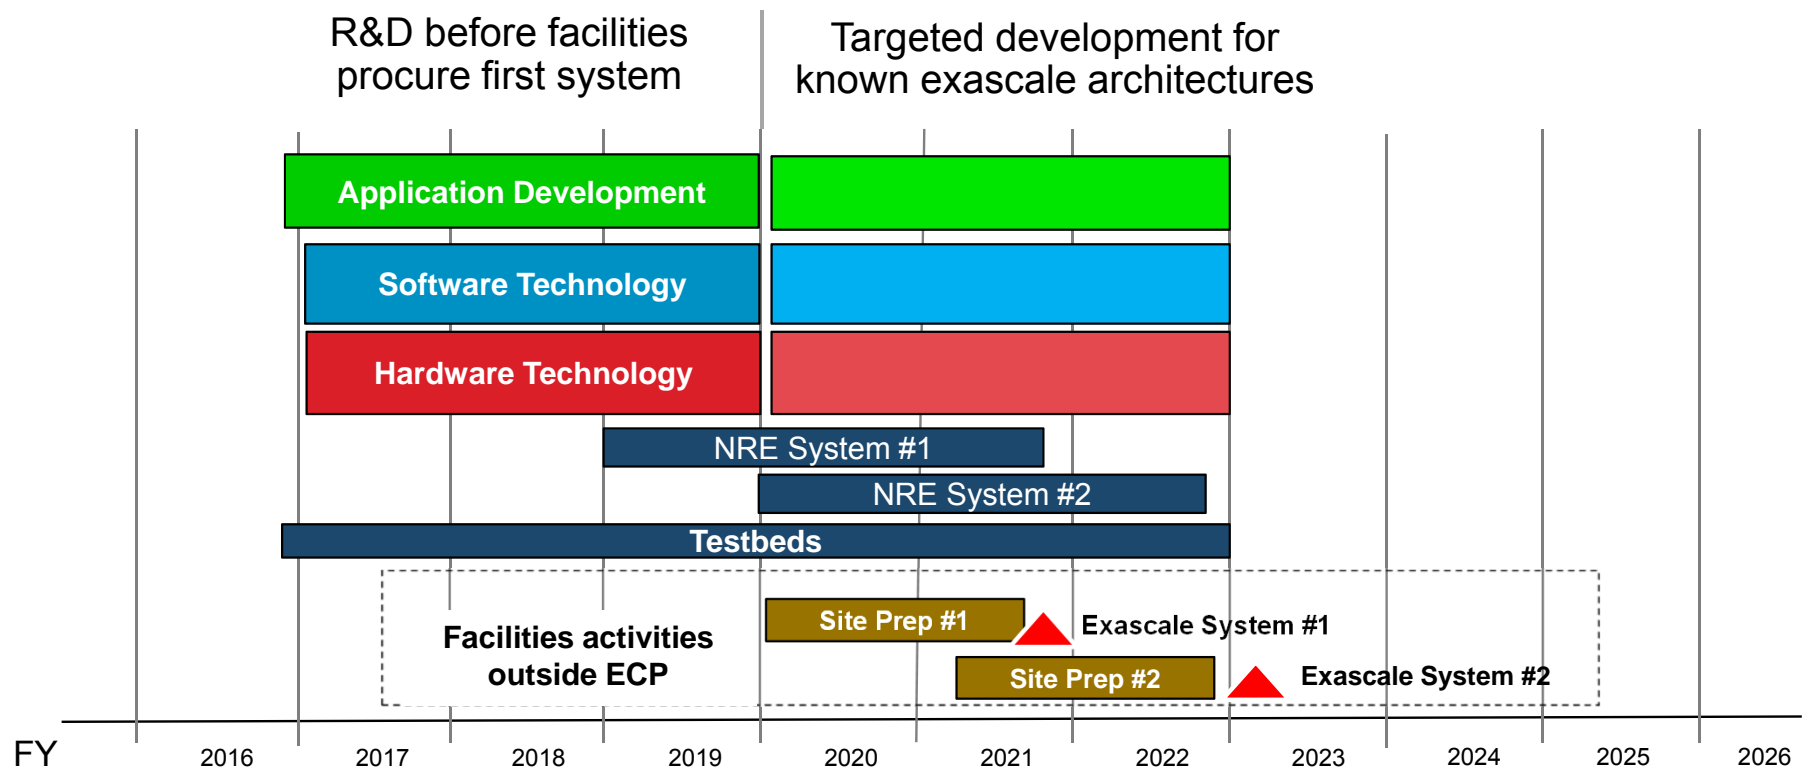 R&D before facilities
procure first system
Targeted development for
known exascale architectures
Application Development
Software Technology
Hardware Technology
NRE System #1
NRE System #2
Testbeds
Facilities activities
outside ECP
Site Prep #1
Exascale System #1
Site Prep #2
Exascale System #2
FY 2016 2017 2018 2019 2020 2021 2022 2023 2024 2025 2026